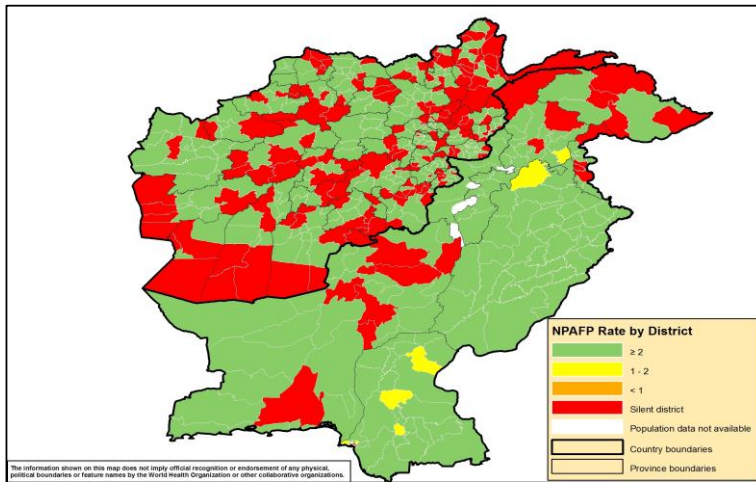 NPAFP Rate by District
≥ 2
1 - 2
< 1
Silent district
Population data not available
Country boundaries
Province boundaries
The information shown on this map does not imply official recognition or endorsement of any physical,
political boundaries or feature names by the World Health Organization or other collaborative organizations.